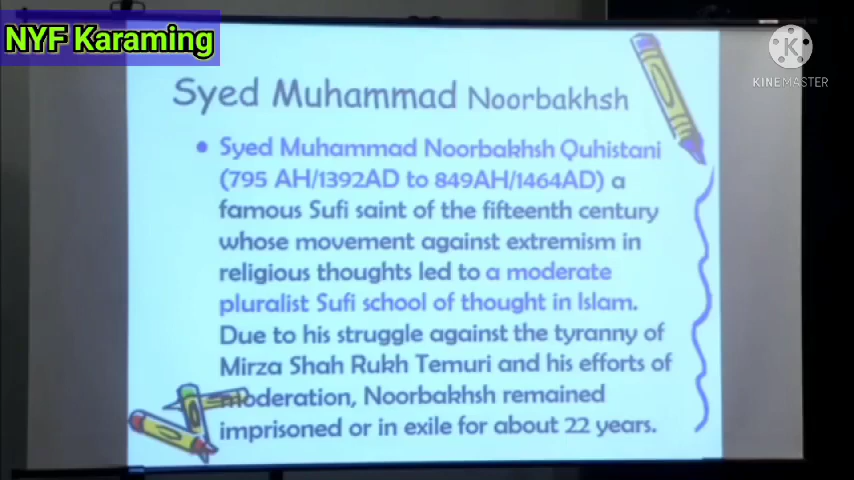 NYF Karaming
K
KINEMASTER
Syed Muhammad Noorbakhsh
• Syed Muhammad Noorbakhsh Quhistani
(795 AH/1392AD to 849AH/1464AD) a
famous Sufi saint of the fifteenth century
whose movement against extremism in
religious thoughts led to a moderate
pluralist Sufi school of thought in Islam.
Due to his struggle against the tyranny of
Mirza Shah Rukh Temuri and his efforts of
moderation, Noorbakhsh remained
imprisoned or in exile for about 22 years.